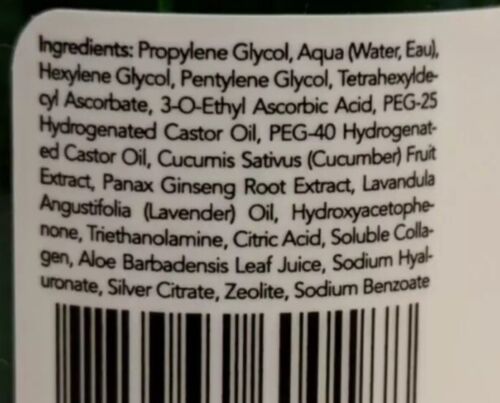 Ingredients: Propylene Glycol, Aqua (Water, Eau),
Hexylene Glycol, Pentylene Glycol, Tetrahexylde-
cyl Ascorbate, 3-O-Ethyl Ascorbic Acid, PEG-25
Hydrogenated Castor Oil, PEG-40 Hydrogenat-
ed Castor Oil, Cucumis Sativus (Cucumber) Fruit
Extract, Panax Ginseng Root Extract, Lavandula
Angustifolia (Lavender) Oil, Hydroxyacetophe-
none, Triethanolamine, Citric Acid, Soluble Colla-
gen, Aloe Barbadensis Leaf Juice, Sodium Hyal-
uronate, Silver Citrate, Zeolite, Sodium Benzoate